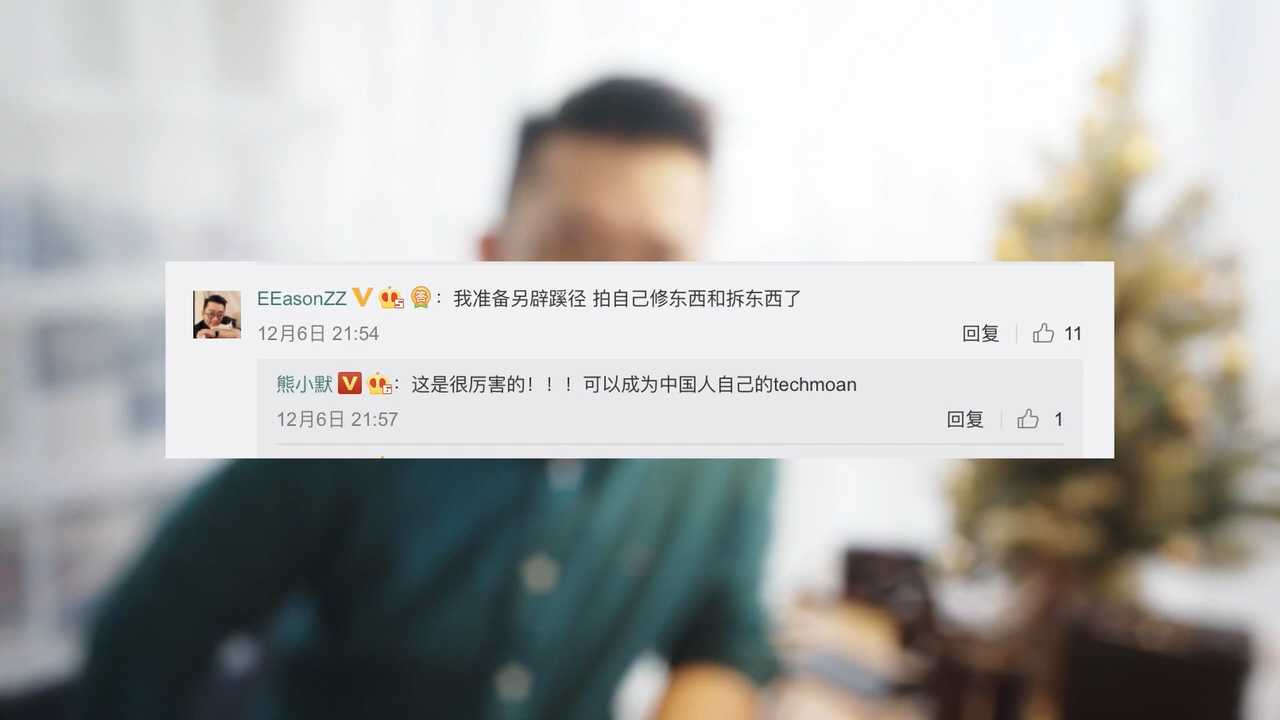 EEasonZZ：我准备另辟蹊径 拍自己修东西和拆东西了
12月6日 21:54 回复 11
熊小默：这是很厉害的！！！可以成为中国人自己的techmoan
12月6日 21:57 回复 1